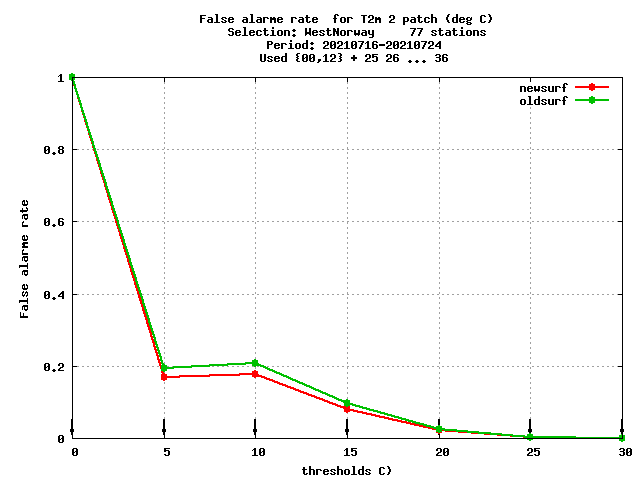 False alarme rate  for T2m 2 patch (deg C)
Selection: WestNorway     77 stations
Period: 20210716-20210724
Used {00,12} + 25 26 ... 36
newsurf
oldsurf
1
0.8
0.6
0.4
0.2
0
False alarme rate
0 5 10 15 20 25 30
thresholds C)